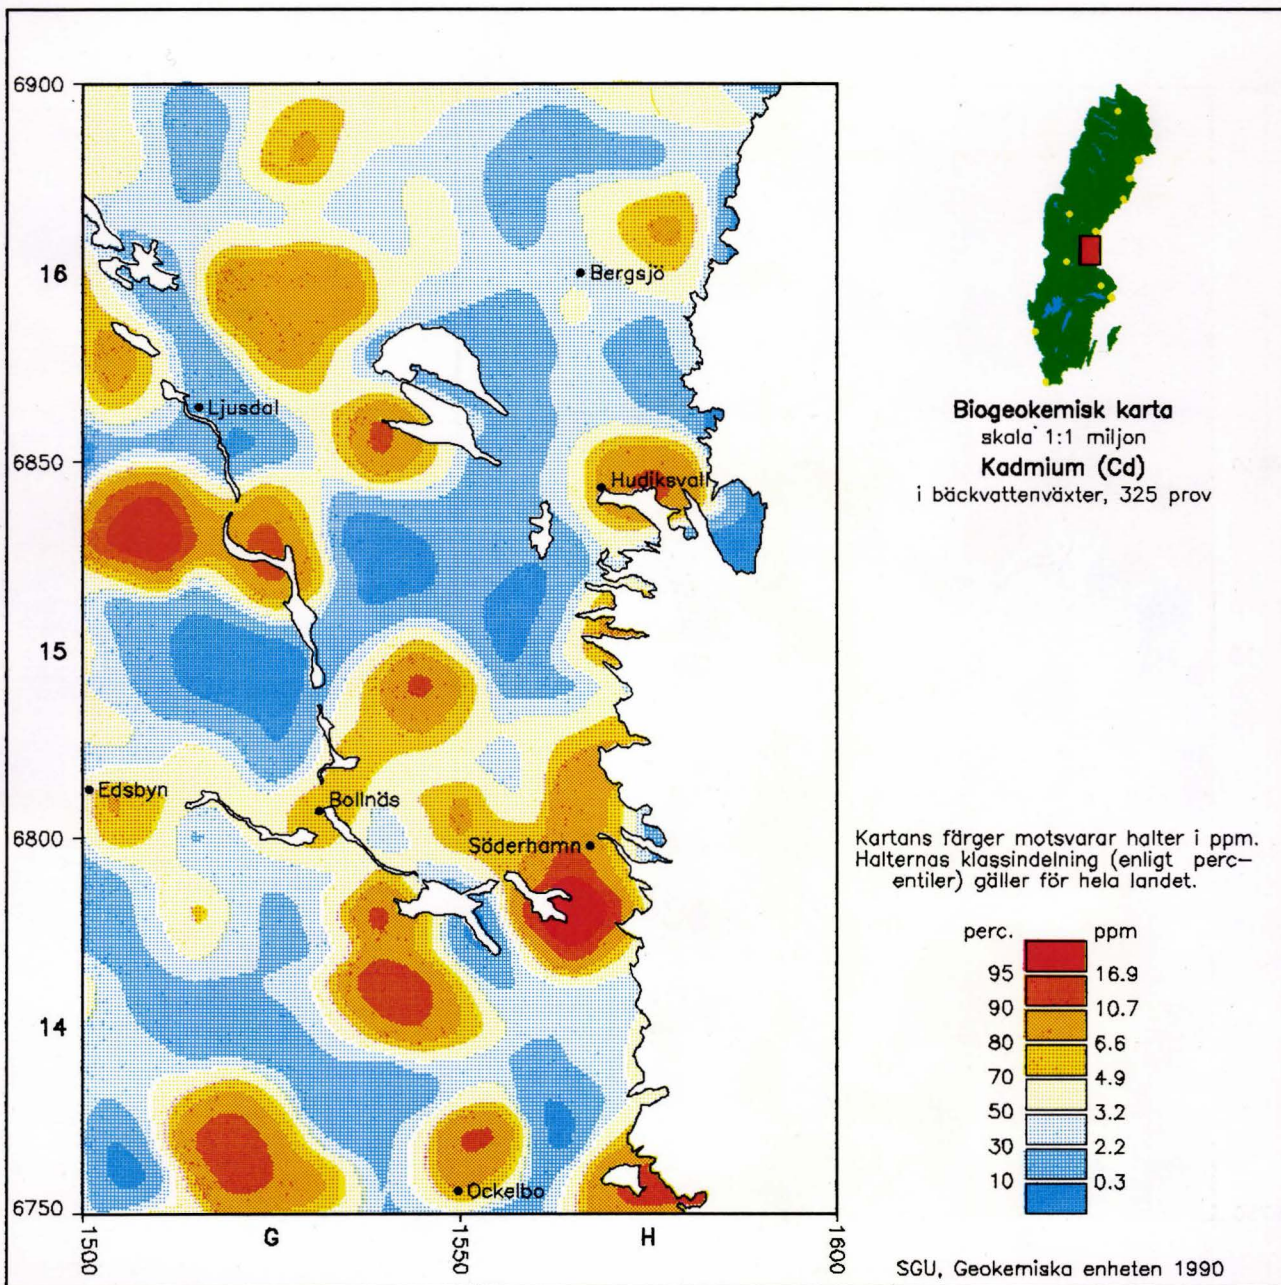 6900
16
Bergsjö
Ljusdal
6850
Hudiksvall
15
Edsbyn
Bollnäs
6800
Söderhamn
14
Ockelbo
6750
1500
G
1550
H
1600
Biogeokemisk karta
skala 1:1 miljon
Kadmium (Cd)
i bäckvattenväxter, 325 prov
Kartans färger motsvarar halter i ppm.
Halternas klassindelning (enligt perc-
entiler) gäller för hela landet.
perc. ppm
95 16.9
90 10.7
80 6.6
70 4.9
50 3.2
30 2.2
10 0.3
SGU, Geokemiska enheten 1990